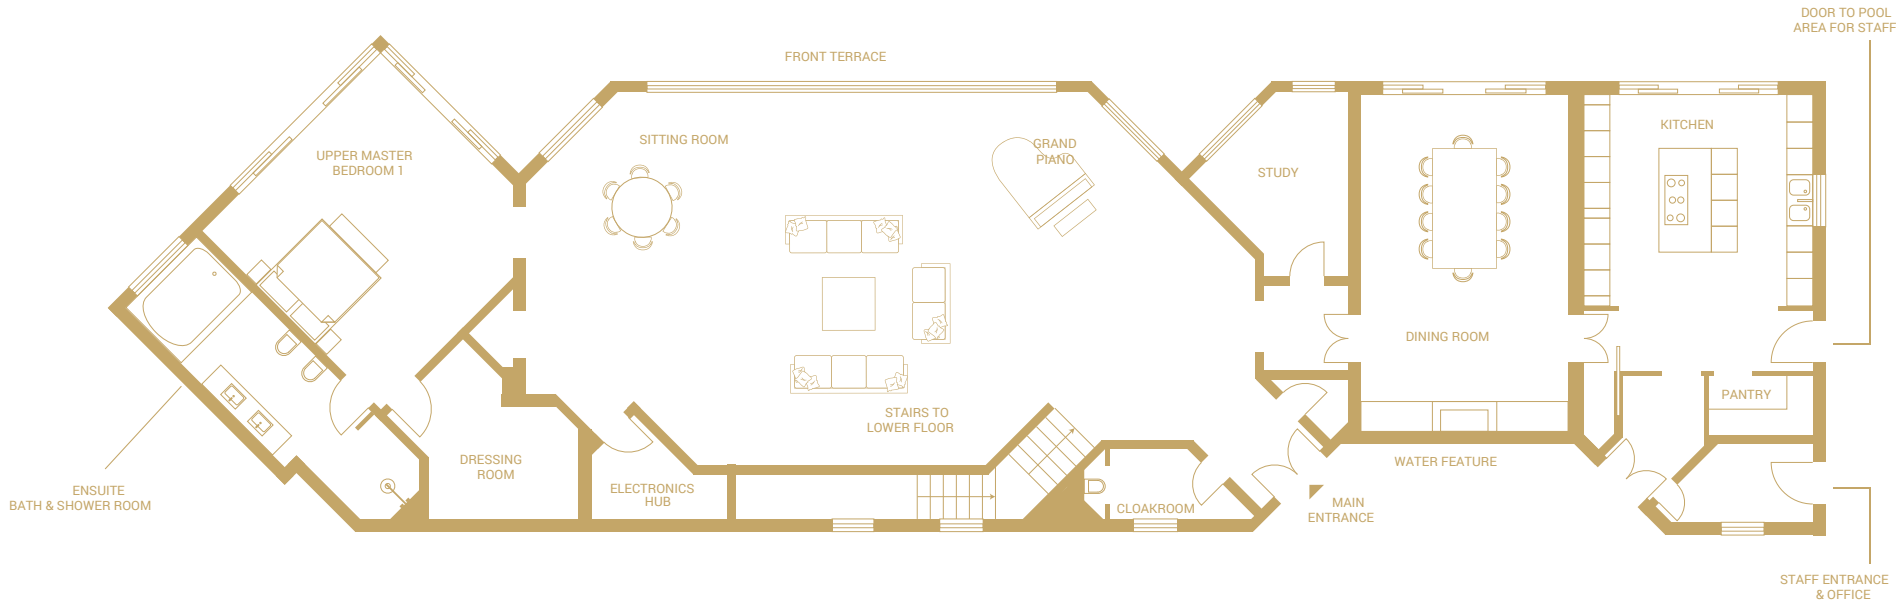 DOOR TO POOL
AREA FOR STAFF
FRONT TERRACE
SITTING ROOM
GRAND
PIANO
KITCHEN
UPPER MASTER
BEDROOM 1
STUDY
DINING ROOM
PANTRY
STAIRS TO
LOWER FLOOR
DRESSING
ROOM
WATER FEATURE
ELECTRONICS
HUB
ENSUITE
BATH & SHOWER ROOM
CLOAKROOM
MAIN
ENTRANCE
STAFF ENTRANCE
& OFFICE